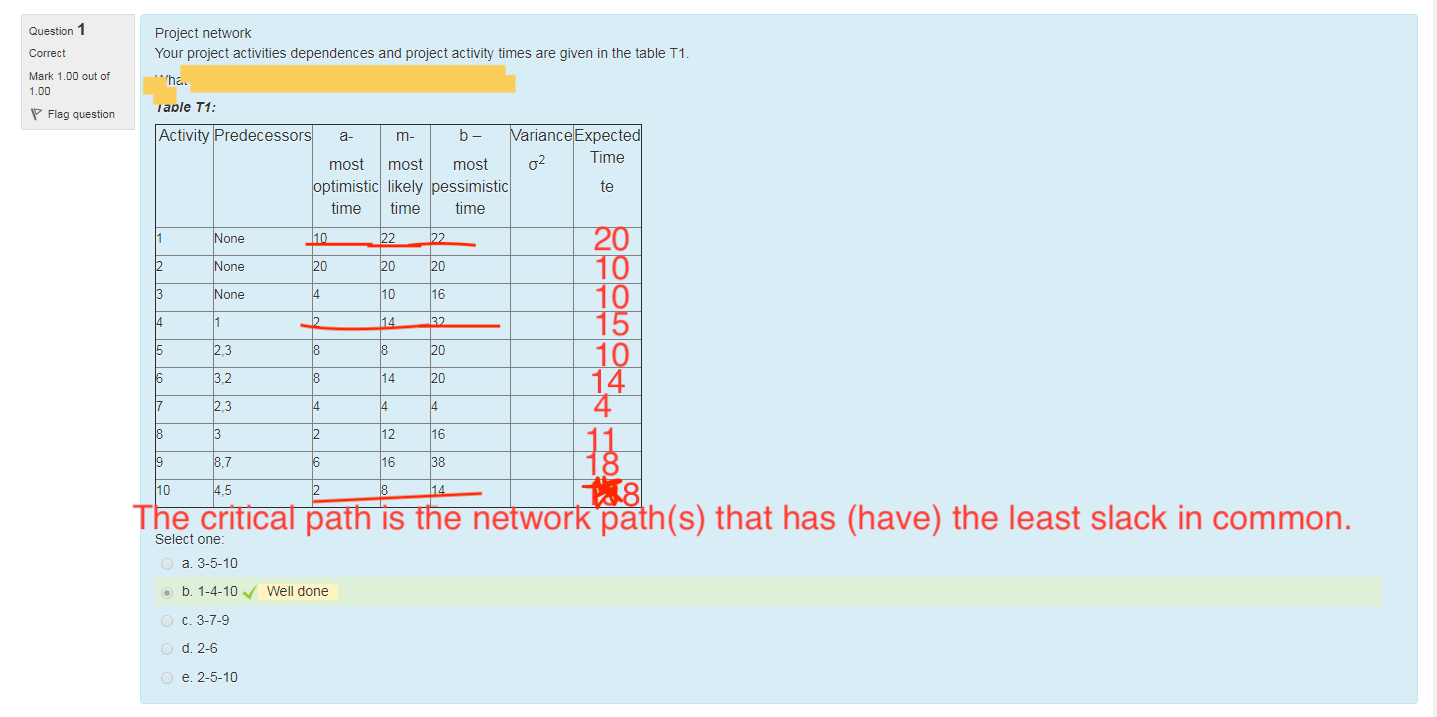 Question 1
Correct
Mark 1.00 out of
1.00
Flag question
Project network
Your project activities dependences and project activity times are given in the table T1.
Table T1:
Activity Predecessors a- m- b – Variance Expected
most most most σ2 Time
optimistic likely pessimistic te
time time time
1 None 10 22 22 20
2 None 20 20 20 10
3 None 4 10 16 10
4 1 2 14 32 15
5 2,3 8 8 20 10
6 3,2 8 14 20 14
7 2,3 4 4 4 4
8 3 2 12 16 11
9 8,7 6 16 38 18
10 4,5 2 8 14 8
The critical path is the network path(s) that has (have) the least slack in common.
Select one:
a. 3-5-10
b. 1-4-10 Well done
c. 3-7-9
d. 2-6
e. 2-5-10